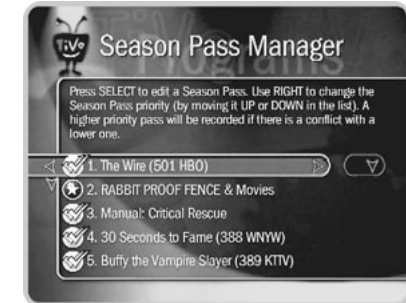 TiVo
Season Pass Manager
Press SELECT to edit a Season Pass. Use RIGHT to change the
Season Pass priority (by moving it UP or DOWN in the list). A
higher priority pass will be recorded if there is a conflict with a
lower one.
1. The Wire (501 HBO)
2. RABBIT PROOF FENCE & Movies
3. Manual: Critical Rescue
4. 30 Seconds to Fame (388 WNYW)
5. Buffy the Vampire Slayer (389 KTTV)